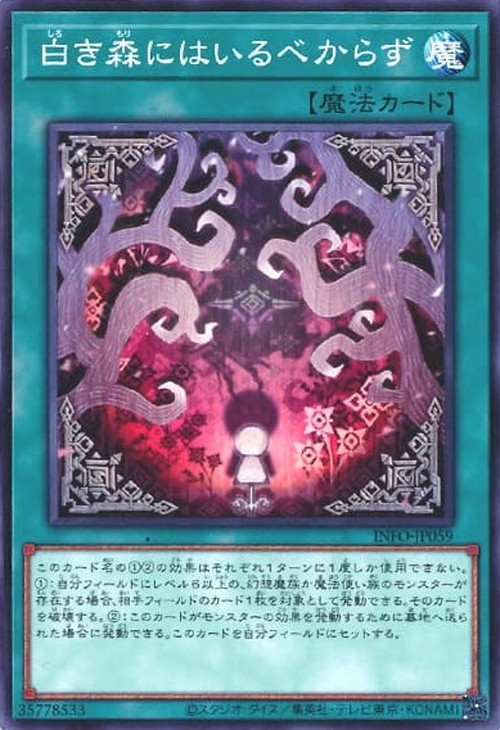 白き森にはいるべからず 魔
【魔法カード】
INFO-JP059
このカード名の①②の効果はそれぞれ1ターンに1度しか使用できない。
①：自分フィールドにレベル6以上の、幻想魔族か魔法使い族のモンスターが
存在する場合、相手フィールドのカード1枚を対象として発動できる。そのカード
を破壊する。②：このカードがモンスターの効果を発動するために墓地へ送ら
れた場合に発動できる。このカードを自分フィールドにセットする。
35778533 ©スタジオ・ダイス/集英社・テレビ東京・KONAMI